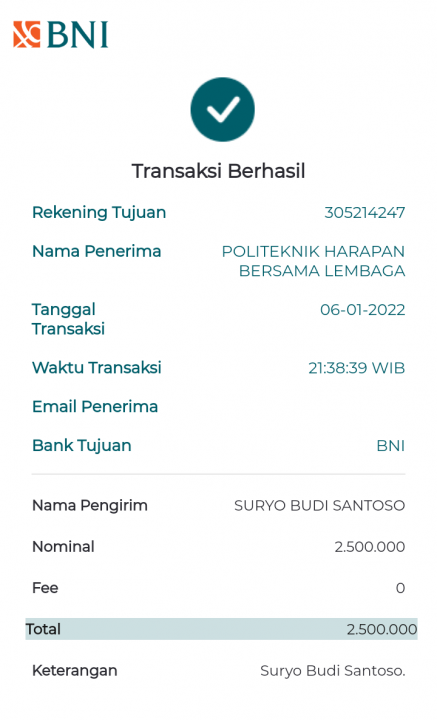 BNI
Transaksi Berhasil
Rekening Tujuan 305214247
Nama Penerima POLITEKNIK HARAPAN
BERSAMA LEMBAGA
Tanggal 06-01-2022
Transaksi
Waktu Transaksi 21:38:39 WIB
Email Penerima
Bank Tujuan BNI
Nama Pengirim SURYO BUDI SANTOSO
Nominal 2.500.000
Fee 0
Total 2.500.000
Keterangan Suryo Budi Santoso.